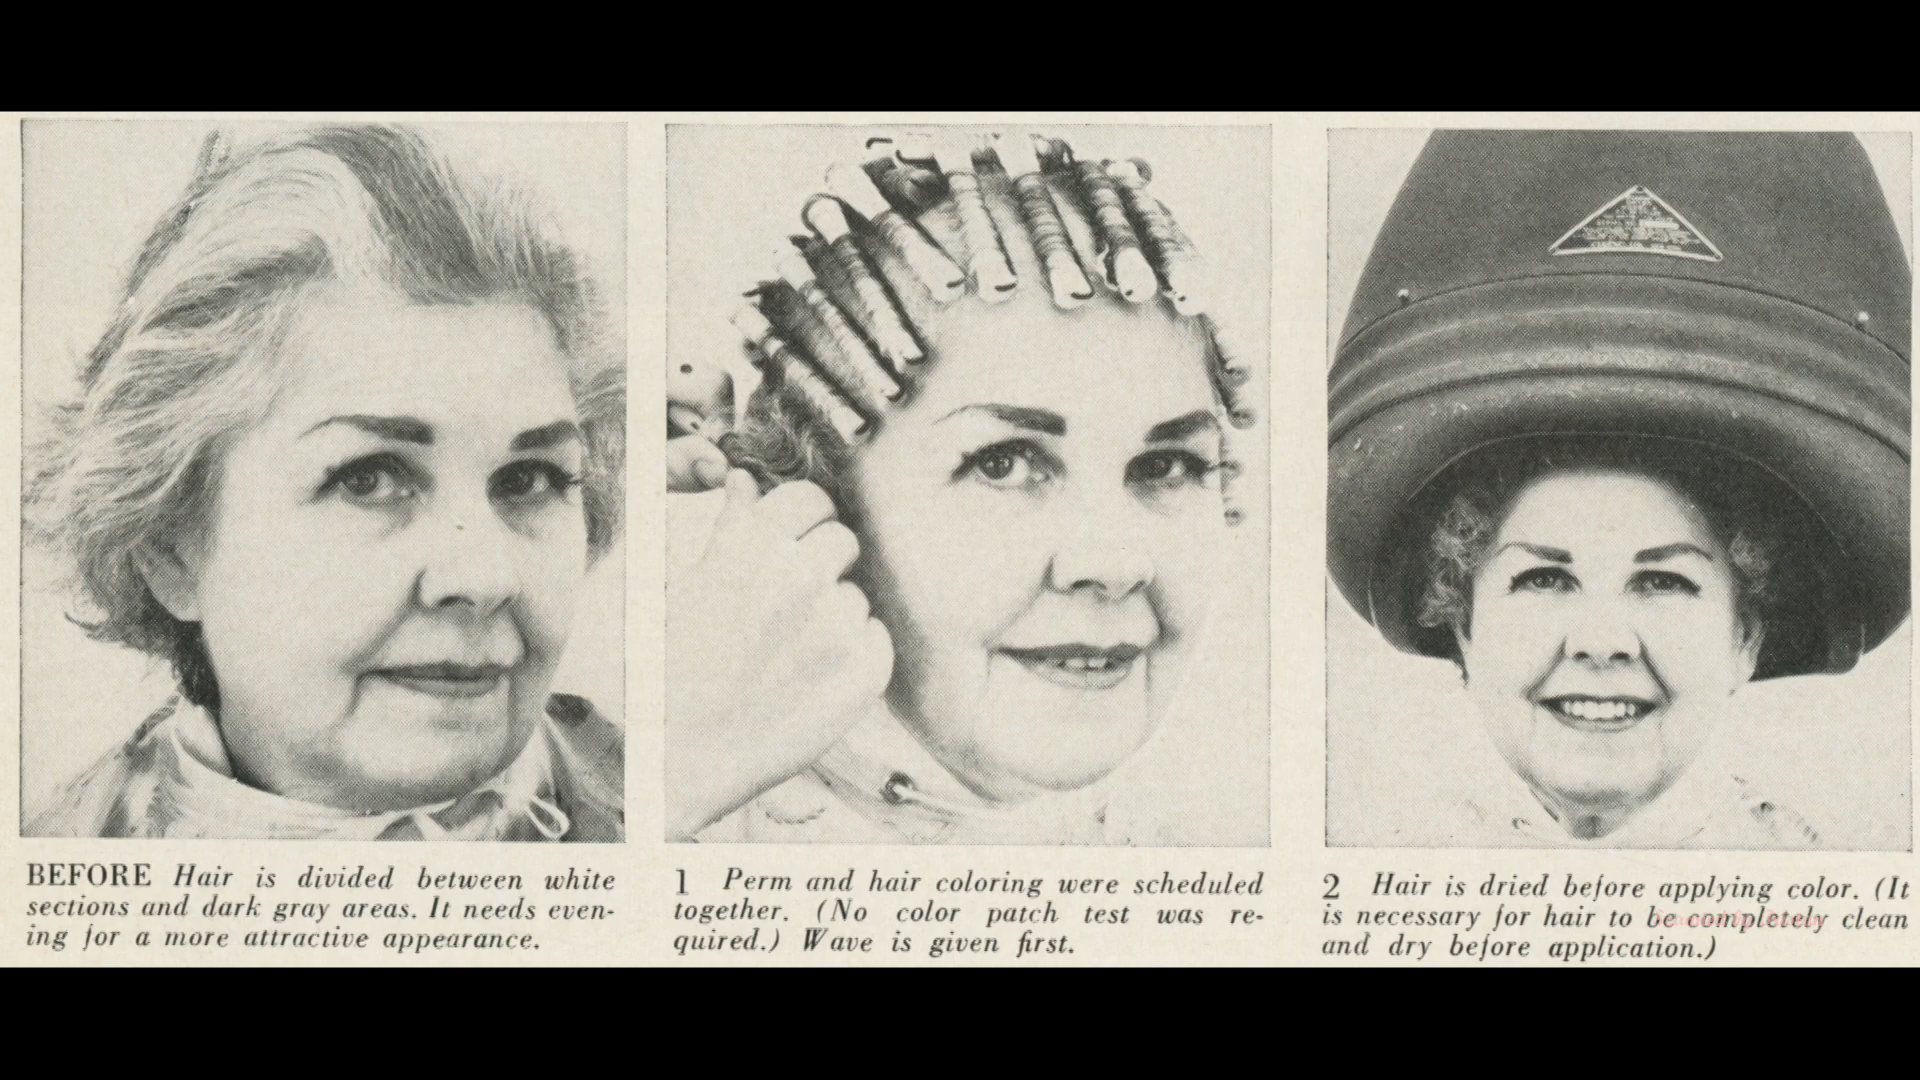 BEFORE Hair is divided between white
sections and dark gray areas. It needs even-
ing for a more attractive appearance.
1 Perm and hair coloring were scheduled
together. (No color patch test was re-
quired.) Wave is given first.
2 Hair is dried before applying color. (It
is necessary for hair to be completely clean
and dry before application.)